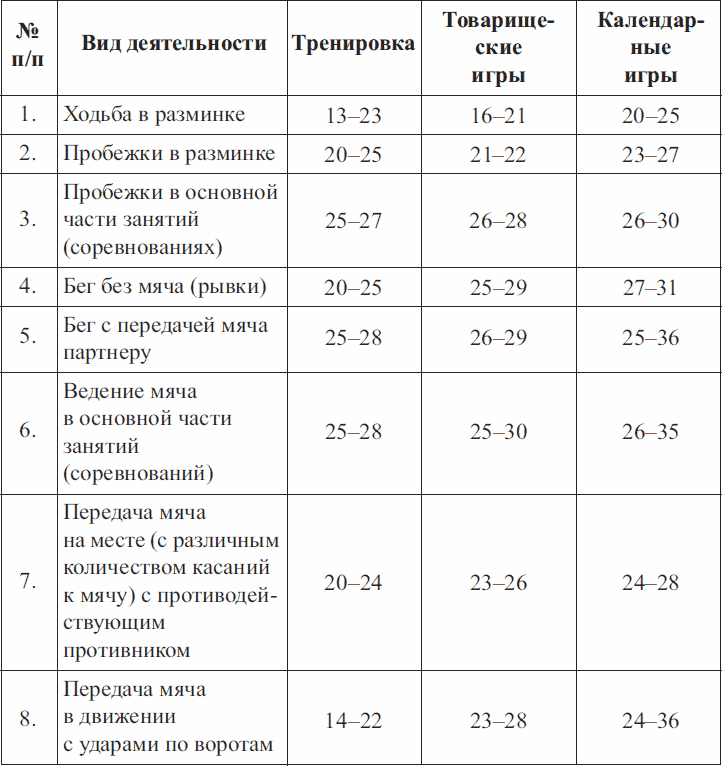 № п/п Вид деятельности Тренировка Товарище-
ские
игры Календар-
ные
игры
1. Ходьба в разминке 13–23 16–21 20–25
2. Пробежки в разминке 20–25 21–22 23–27
3. Пробежки в основной
части занятий
(соревнованиях) 25–27 26–28 26–30
4. Бег без мяча (рывки) 20–25 25–29 27–31
5. Бег с передачей мяча
партнеру 25–28 26–29 25–36
6. Ведение мяча
в основной части
занятий
(соревнований) 25–28 25–30 26–35
7. Передача мяча
на месте (с различным
количеством касаний
к мячу) с противодей-
ствующим
противником 20–24 23–26 24–28
8. Передача мяча
в движении
с ударами по воротам 14–22 23–28 24–36